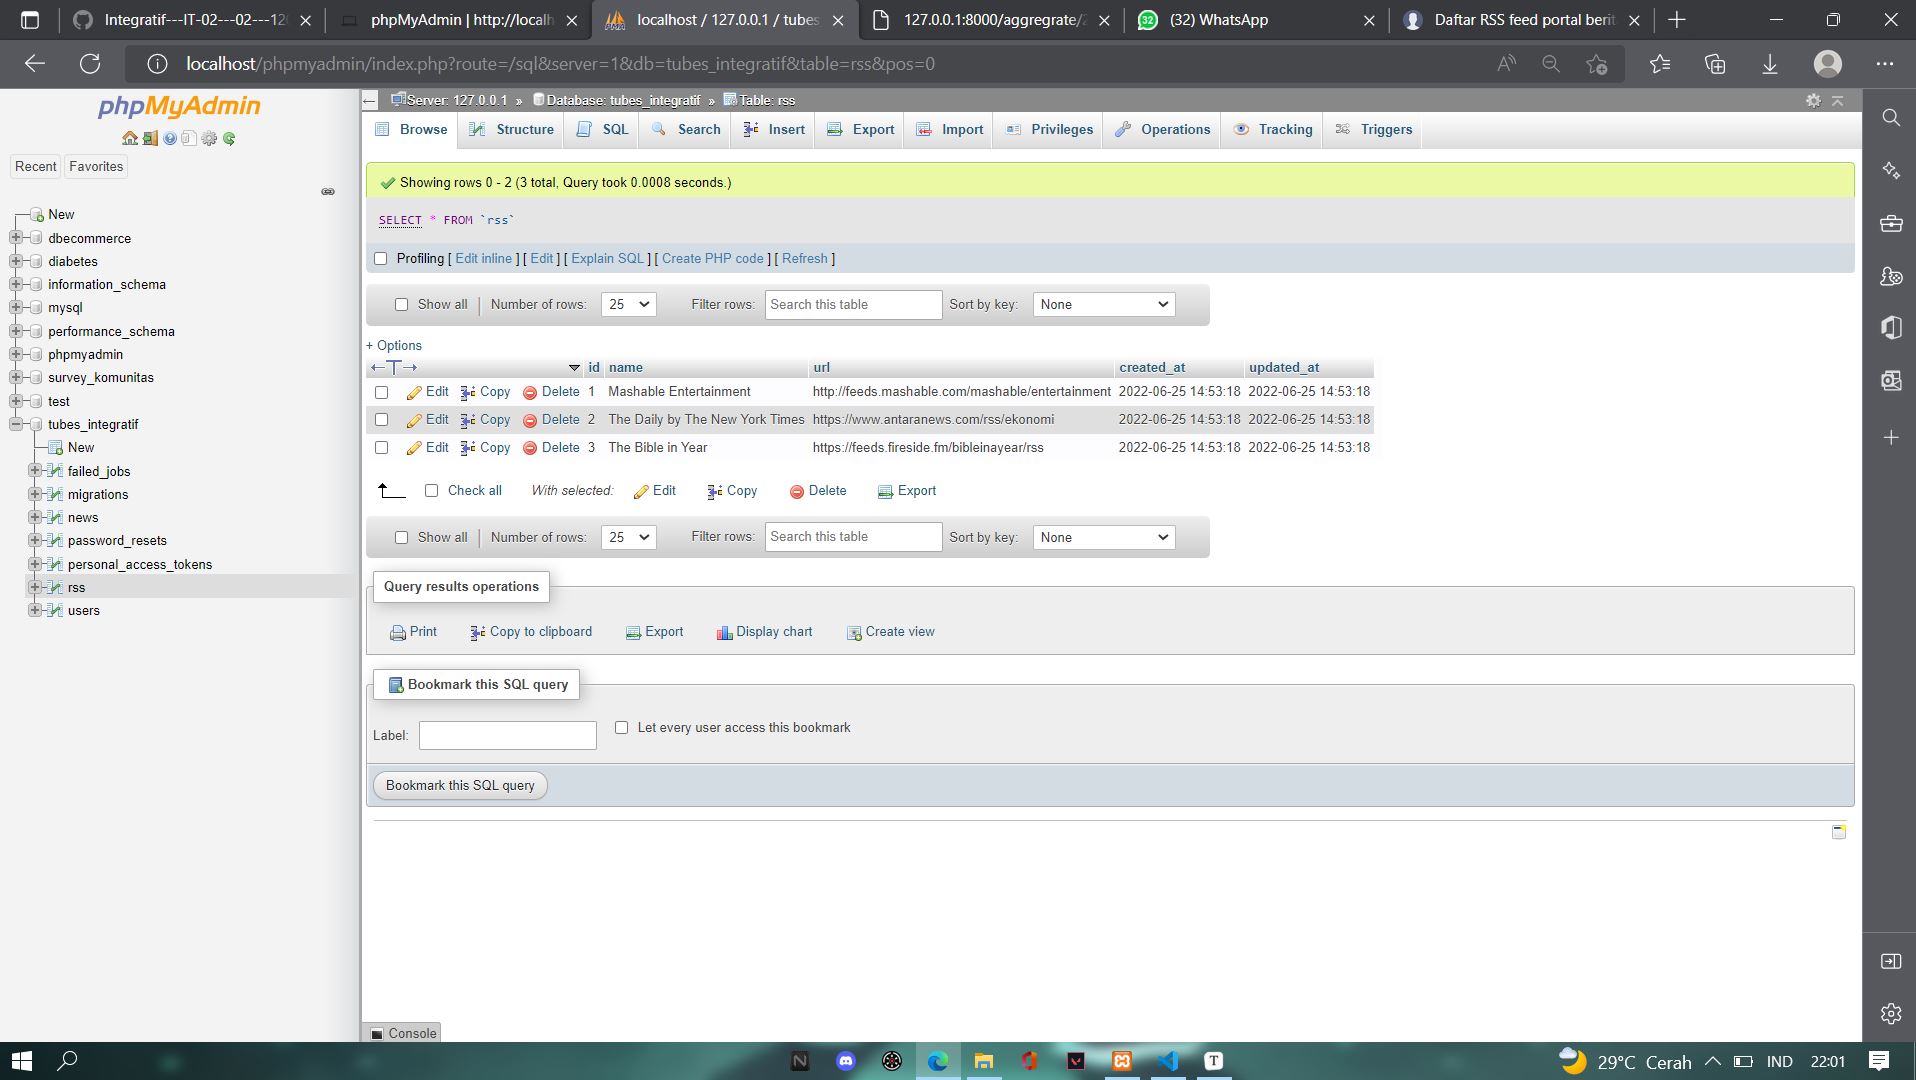 Integratif---IT-02---02---120
phpMyAdmin | http://localh
localhost / 127.0.0.1 / tubes
127.0.0.1:8000/aggregrate/2
(32) WhatsApp
Daftar RSS feed portal berit
localhost/phpmyadmin/index.php?route=/sql&server=1&db=tubes_integratif&table=rss&pos=0
phpMyAdmin
Recent Favorites
New
dbecommerce
diabetes
information_schema
mysql
performance_schema
phpmyadmin
survey_komunitas
test
tubes_integratif
New
failed_jobs
migrations
news
password_resets
personal_access_tokens
rss
users
Server: 127.0.0.1 » Database: tubes_integratif » Table: rss
Browse Structure SQL Search Insert Export Import Privileges Operations Tracking Triggers
Showing rows 0 - 2 (3 total, Query took 0.0008 seconds.)
SELECT * FROM `rss`
Profiling [ Edit inline ] [ Edit ] [ Explain SQL ] [ Create PHP code ] [ Refresh ]
Show all | Number of rows: 25 Filter rows: Search this table Sort by key: None
+ Options
id name url created_at updated_at
Edit Copy Delete 1 Mashable Entertainment http://feeds.mashable.com/mashable/entertainment 2022-06-25 14:53:18 2022-06-25 14:53:18
Edit Copy Delete 2 The Daily by The New York Times https://www.antaranews.com/rss/ekonomi 2022-06-25 14:53:18 2022-06-25 14:53:18
Edit Copy Delete 3 The Bible in Year https://feeds.fireside.fm/bibleinayear/rss 2022-06-25 14:53:18 2022-06-25 14:53:18
Check all With selected: Edit Copy Delete Export
Show all | Number of rows: 25 Filter rows: Search this table Sort by key: None
Query results operations
Print Copy to clipboard Export Display chart Create view
Bookmark this SQL query
Label: Let every user access this bookmark
Bookmark this SQL query
Console
29°C Cerah IND 22:01